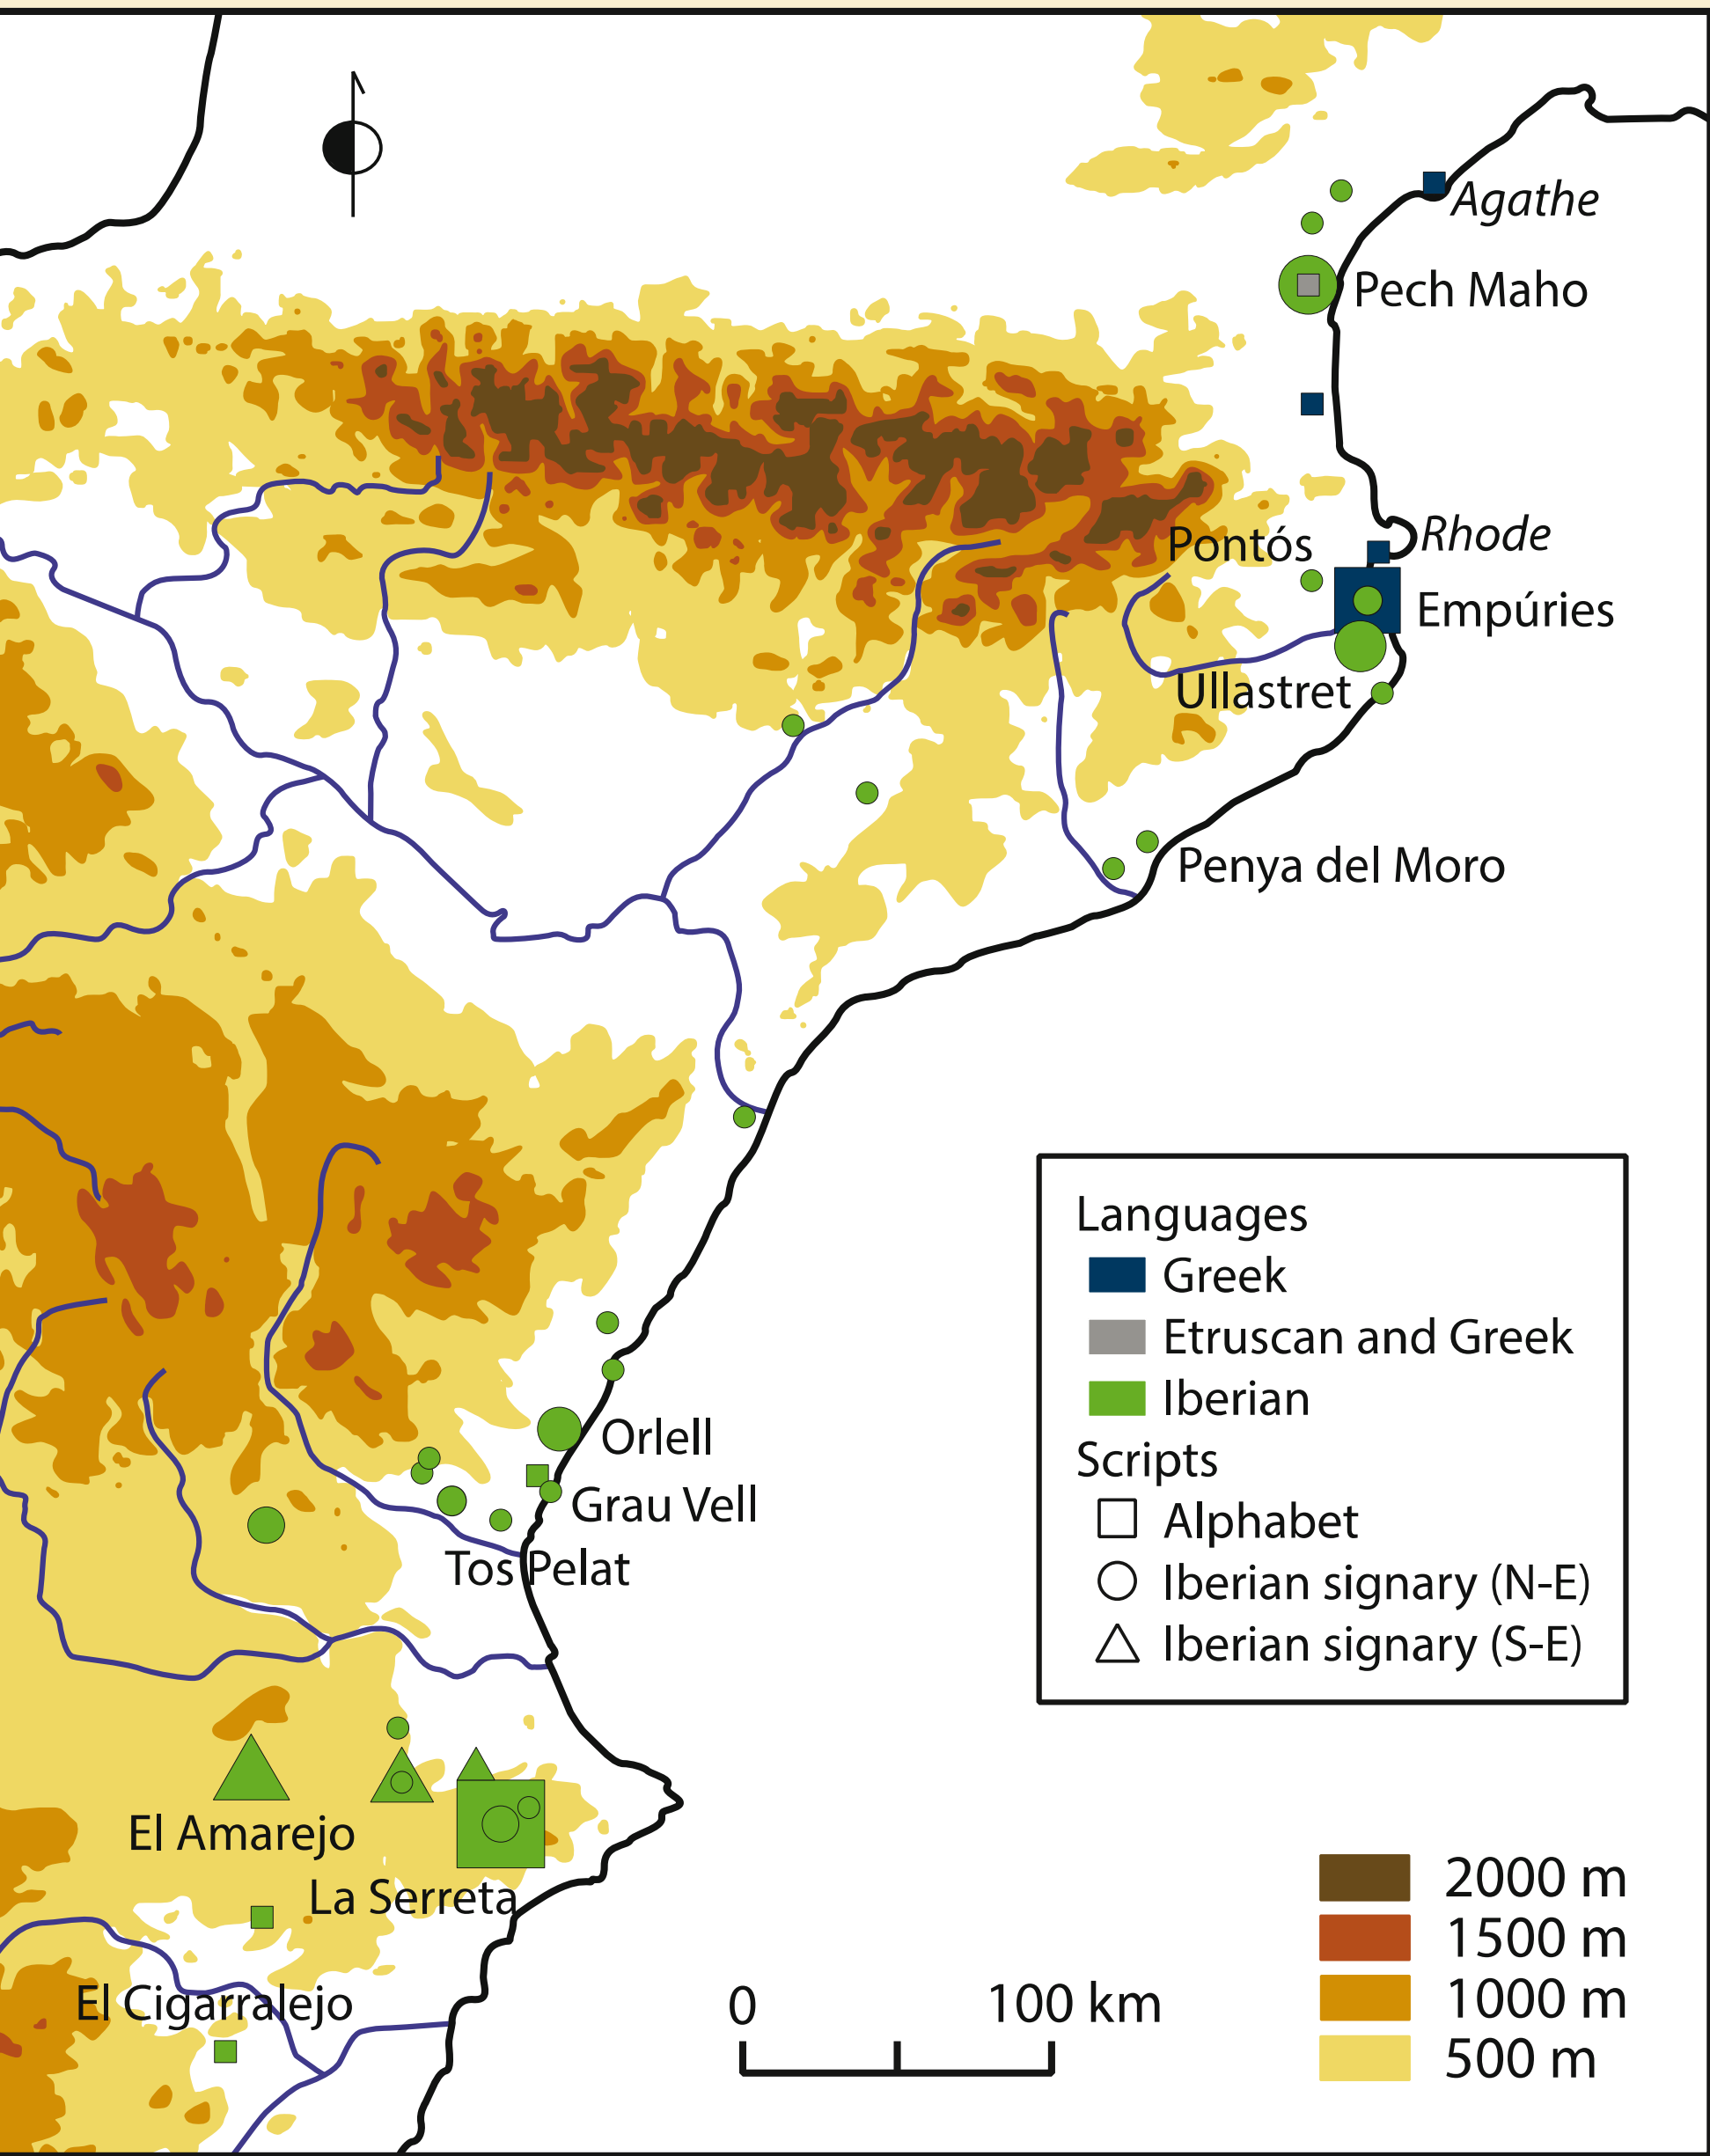 Agathe
Pech Maho
Rhode
Pontós
Empúries
Ullastret
Penya del Moro
Languages
Greek
Etruscan and Greek
Iberian
Scripts
Alphabet
Iberian signary (N-E)
Iberian signary (S-E)
Orlell
Grau Vell
Tos Pelat
El Amarejo
La Serreta
El Cigarralejo
0 100 km
2000 m
1500 m
1000 m
500 m